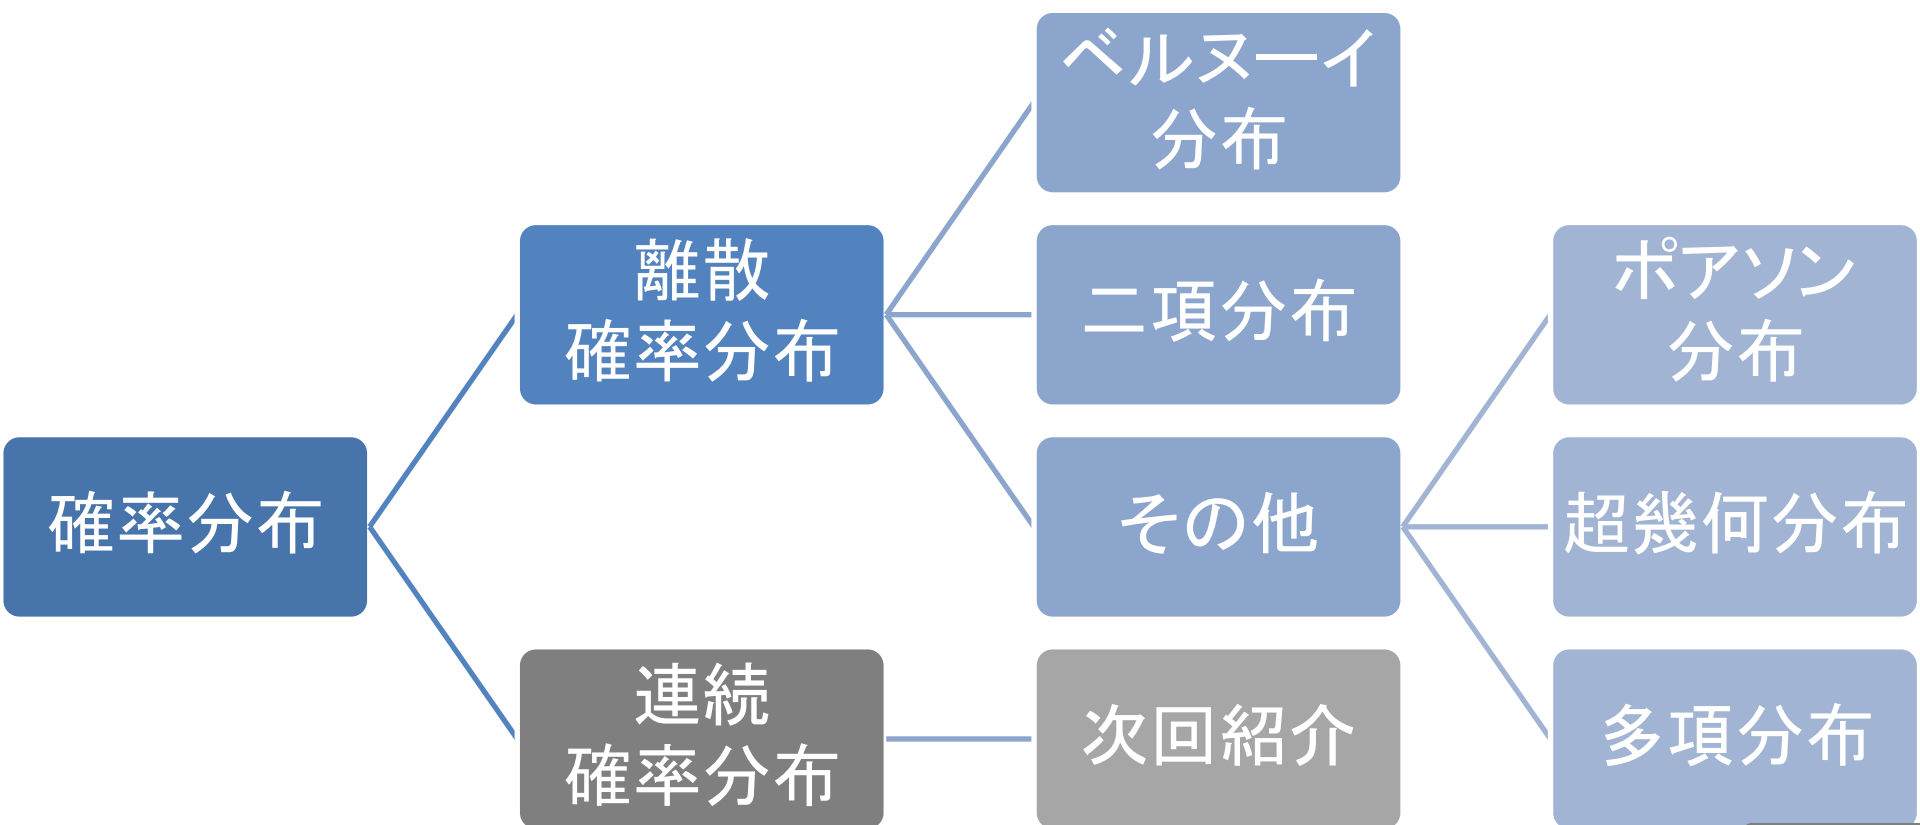 確率分布
離散
確率分布
連続
確率分布
ベルヌーイ
分布
二項分布
その他
次回紹介
ポアソン
分布
超幾何分布
多項分布